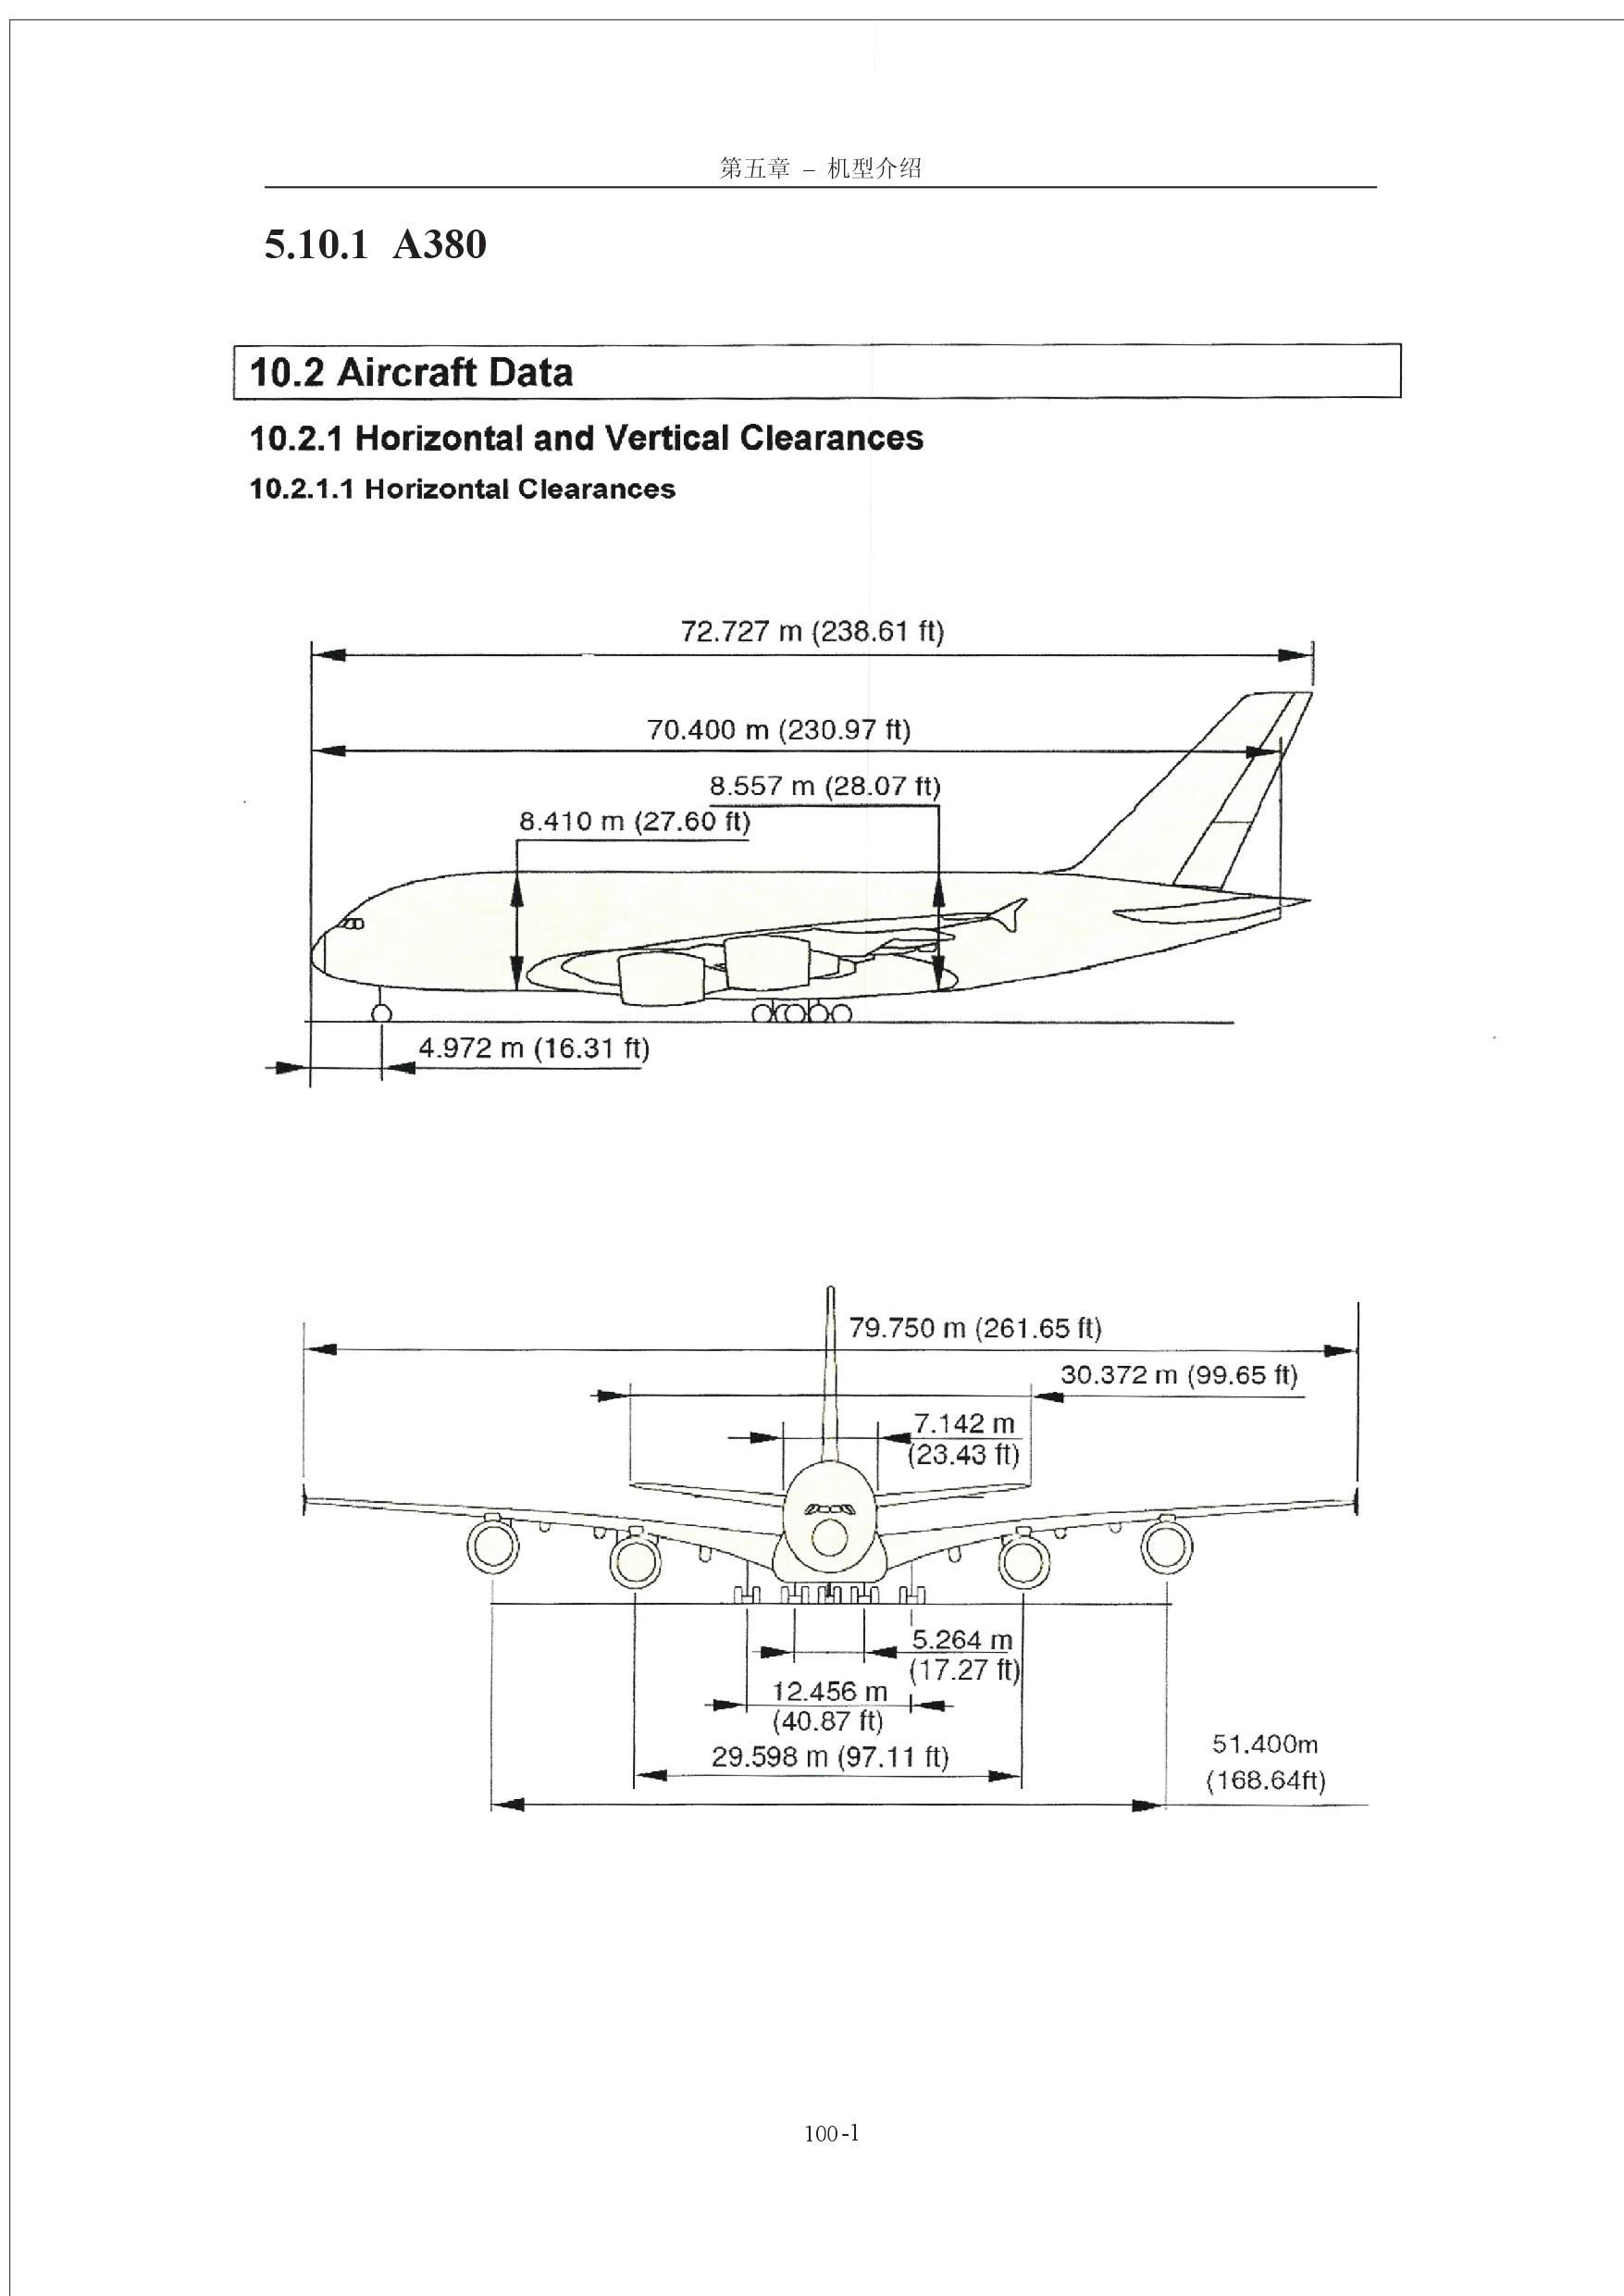 第五章 – 机型介绍
5.10.1 A380
10.2 Aircraft Data
10.2.1 Horizontal and Vertical Clearances
10.2.1.1 Horizontal Clearances
72.727 m (238.61 ft)
70.400 m (230.97 ft)
8.557 m (28.07 ft)
8.410 m (27.60 ft)
4.972 m (16.31 ft)
79.750 m (261.65 ft)
30.372 m (99.65 ft)
7.142 m
(23.43 ft)
5.264 m
(17.27 ft)
12.456 m
(40.87 ft)
29.598 m (97.11 ft)
51.400m
(168.64ft)
100-1